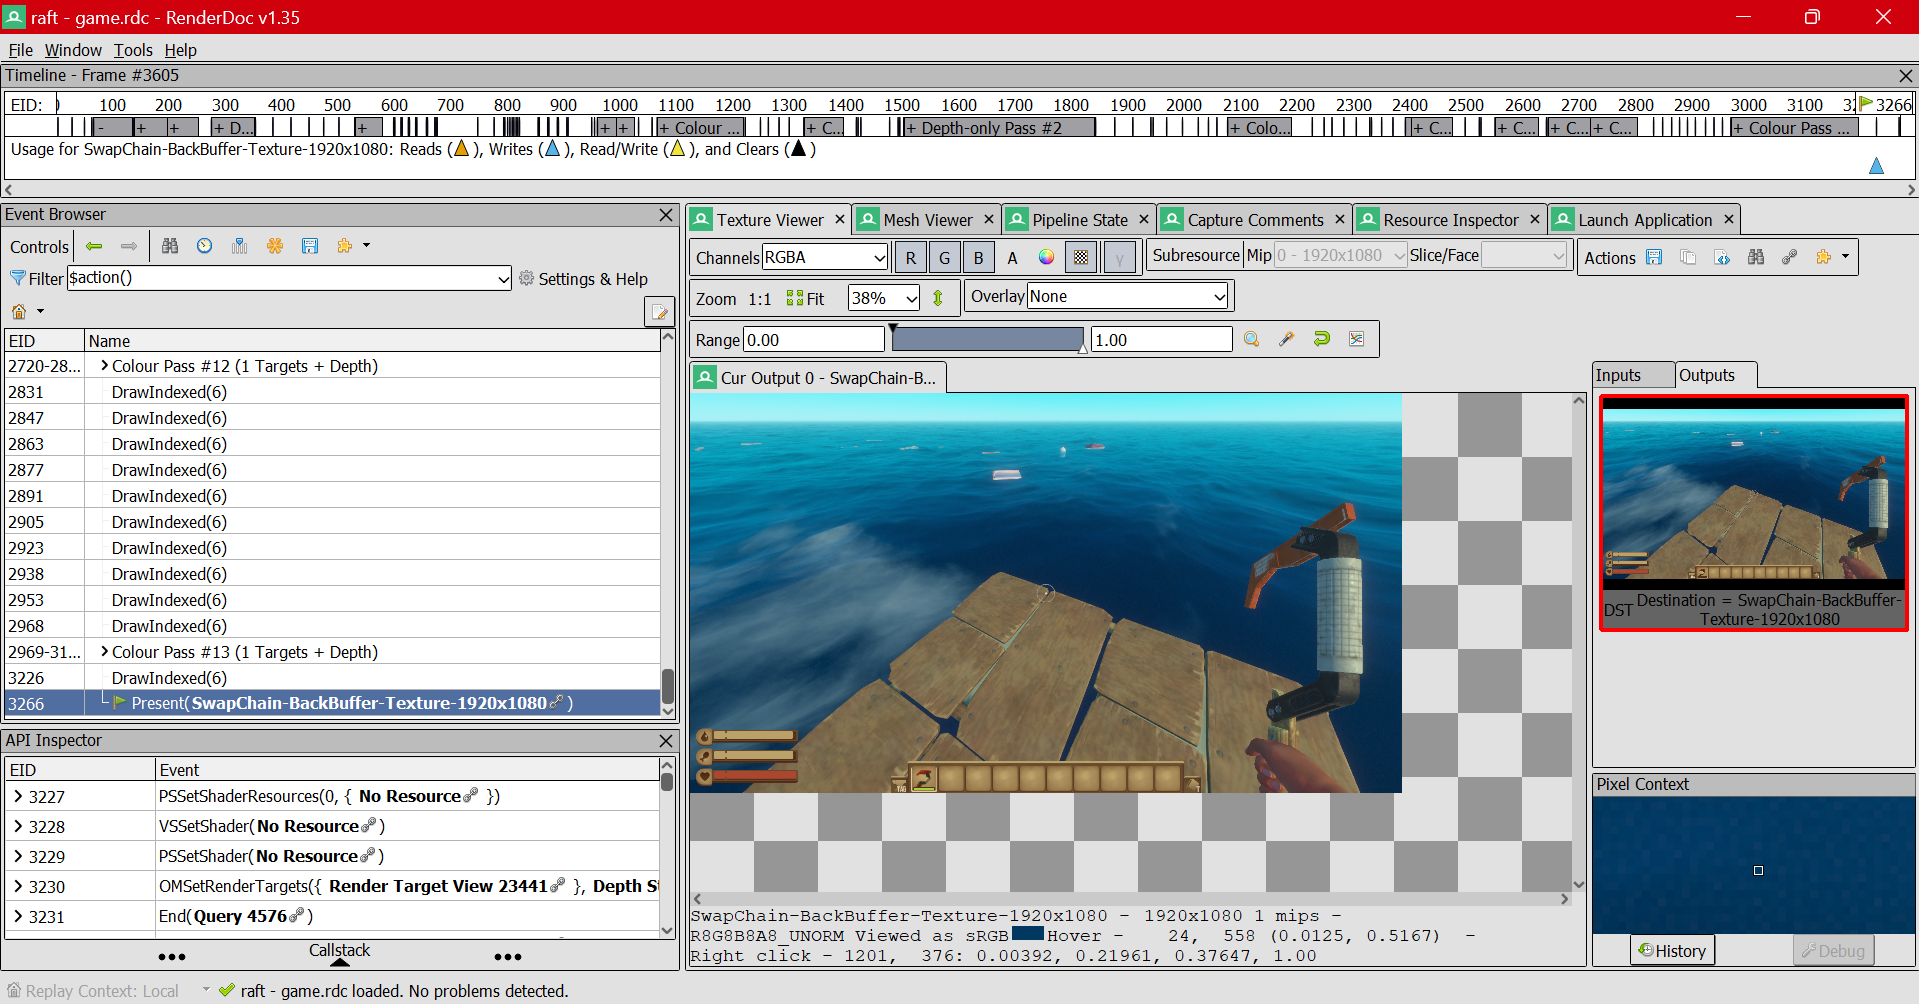 raft - game.rdc - RenderDoc v1.35
File Window Tools Help
Timeline - Frame #3605
EID: 100 200 300 400 500 600 700 800 900 1000 1100 1200 1300 1400 1500 1600 1700 1800 1900 2000 2100 2200 2300 2400 2500 2600 2700 2800 2900 3000 3100 3266
- + + + D... + + + + Colour ... + C... + Depth-only Pass #2 + Colo... + C... + C... + C... + C... + Colour Pass ...
Usage for SwapChain-BackBuffer-Texture-1920x1080: Reads ( ), Writes ( ), Read/Write ( ), and Clears ( )
Event Browser
Controls
Filter $action() Settings & Help
EID Name
2720-28... Colour Pass #12 (1 Targets + Depth)
2831 DrawIndexed(6)
2847 DrawIndexed(6)
2863 DrawIndexed(6)
2877 DrawIndexed(6)
2891 DrawIndexed(6)
2905 DrawIndexed(6)
2923 DrawIndexed(6)
2938 DrawIndexed(6)
2953 DrawIndexed(6)
2968 DrawIndexed(6)
2969-31... Colour Pass #13 (1 Targets + Depth)
3226 DrawIndexed(6)
3266 Present(SwapChain-BackBuffer-Texture-1920x1080 )
API Inspector
EID Event
3227 PSSetShaderResources(0, { No Resource })
3228 VSSetShader(No Resource )
3229 PSSetShader(No Resource )
3230 OMSetRenderTargets({ Render Target View 23441 }, Depth S
3231 End(Query 4576 )
Callstack
Texture Viewer Mesh Viewer Pipeline State Capture Comments Resource Inspector Launch Application
Channels RGBA R G B A γ Subresource Mip 0 - 1920x1080 Slice/Face Actions
Zoom 1:1 Fit 38% Overlay None
Range 0.00 1.00
Cur Output 0 - SwapChain-B...
Inputs Outputs
DST Destination = SwapChain-BackBuffer-
Texture-1920x1080
Pixel Context
History Debug
SwapChain-BackBuffer-Texture-1920x1080 - 1920x1080 1 mips -
R8G8B8A8_UNORM Viewed as sRGB Hover - 24, 558 (0.0125, 0.5167) -
Right click - 1201, 376: 0.00392, 0.21961, 0.37647, 1.00
Replay Context: Local raft - game.rdc loaded. No problems detected.